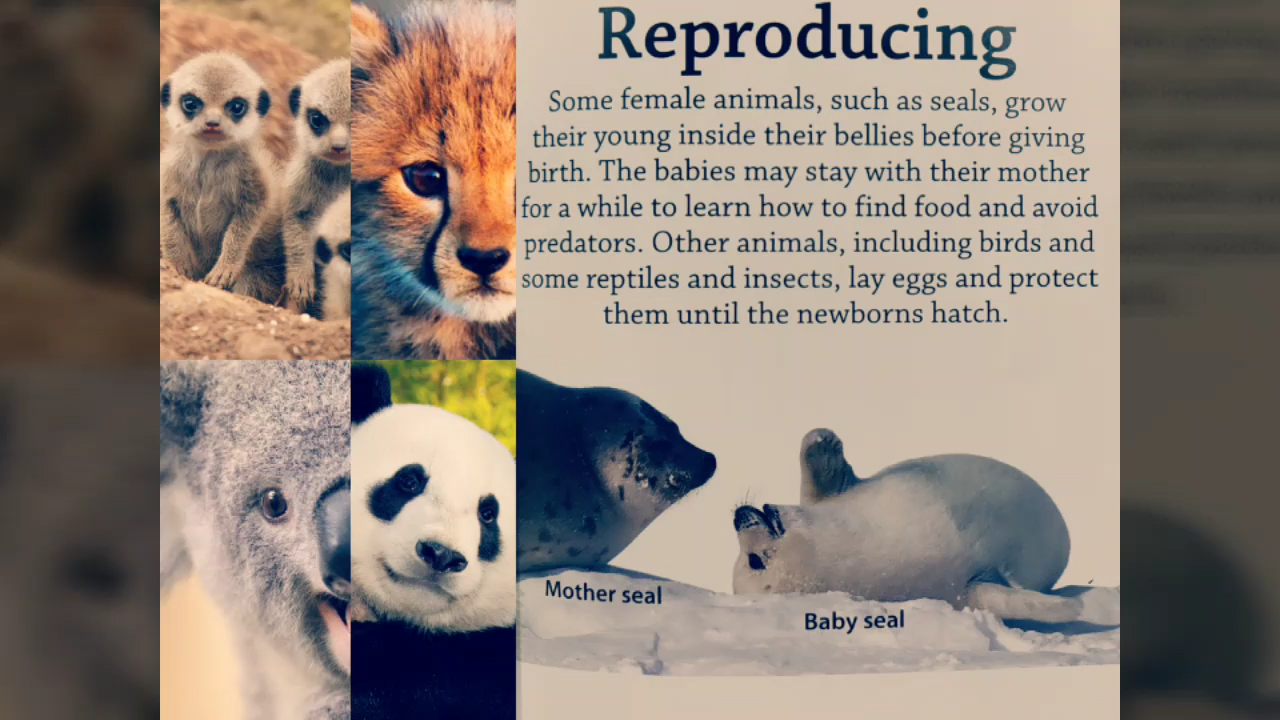 Reproducing
Some female animals, such as seals, grow
their young inside their bellies before giving
birth. The babies may stay with their mother
for a while to learn how to find food and avoid
predators. Other animals, including birds and
some reptiles and insects, lay eggs and protect
them until the newborns hatch.
Mother seal
Baby seal